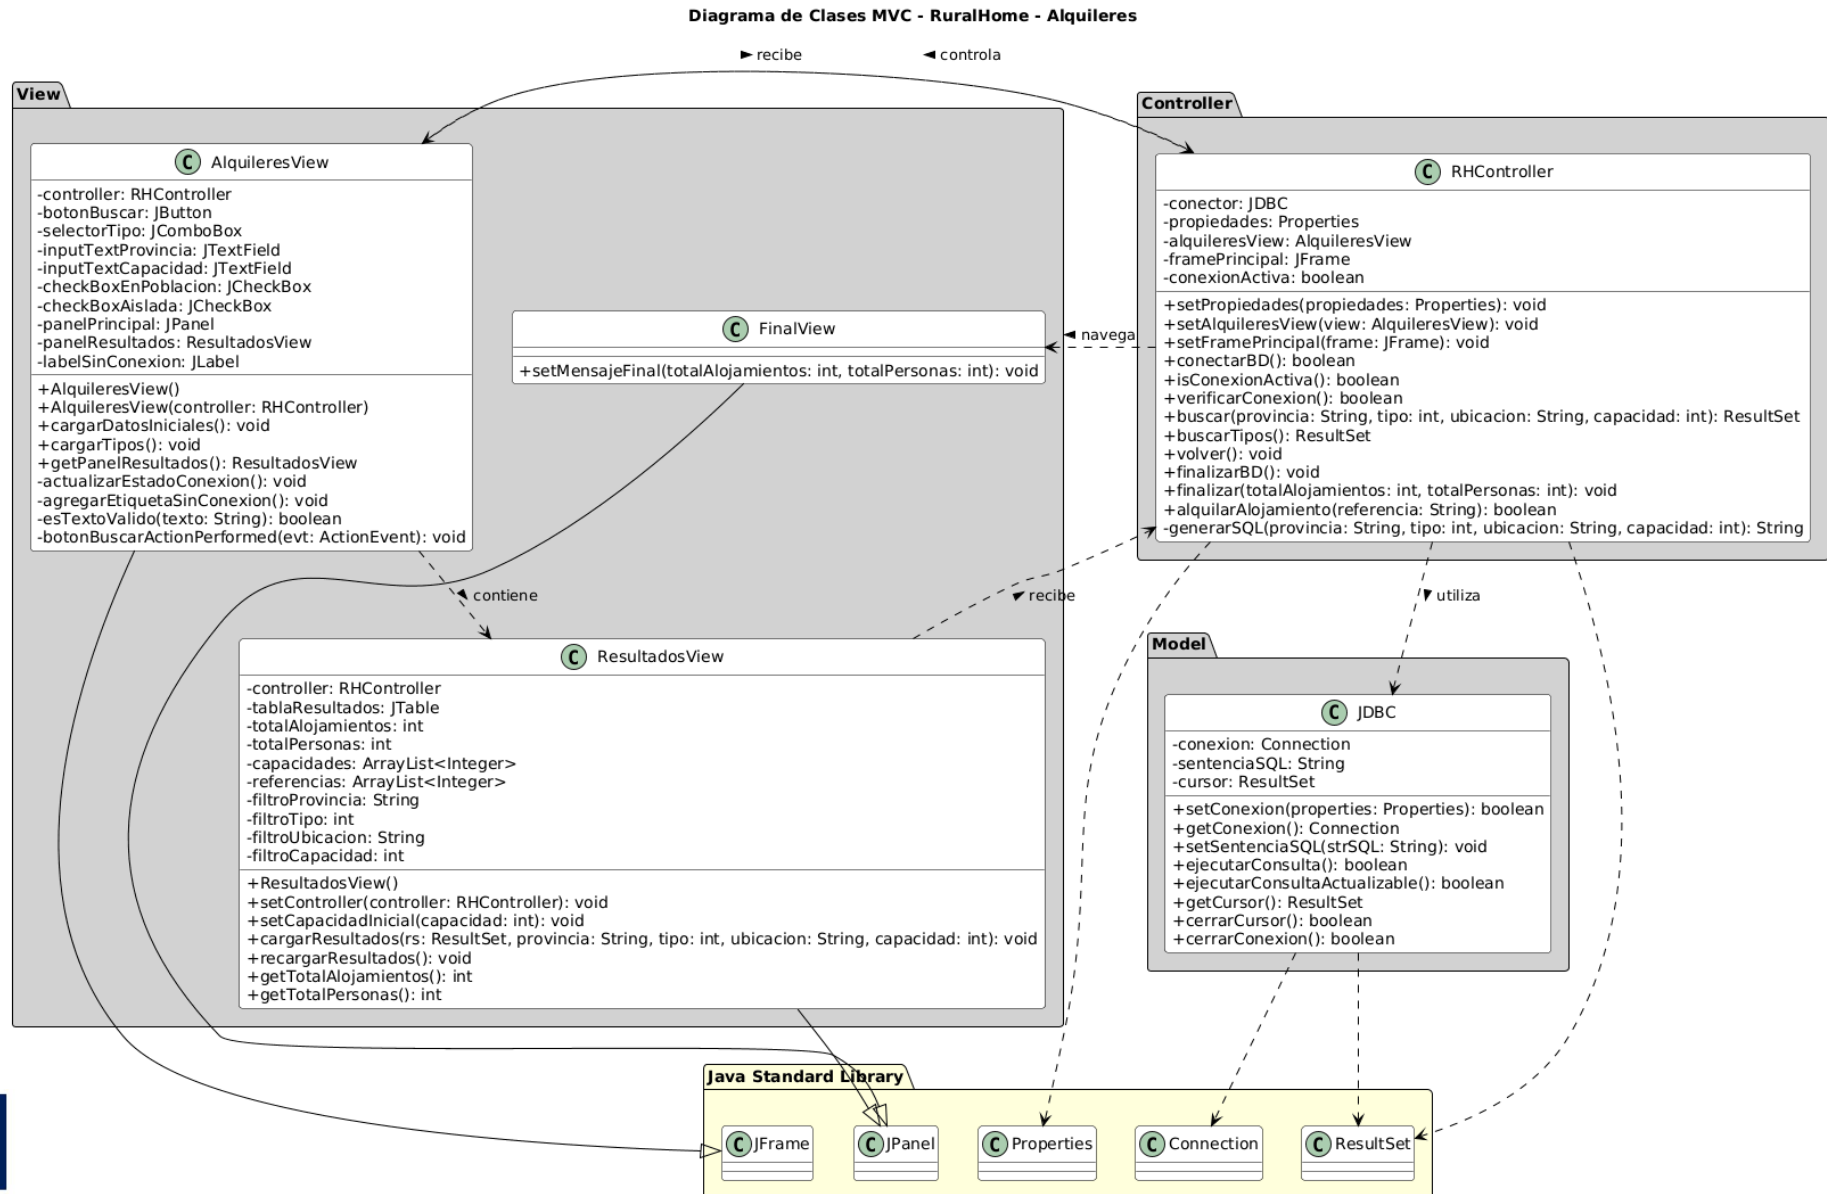 Diagrama de Clases MVC - RuralHome - Alquileres
recibe
controla
View
AlquileresView
-controller: RHController
-botonBuscar: JButton
-selectorTipo: JComboBox
-inputTextProvincia: JTextField
-inputTextCapacidad: JTextField
-checkBoxEnPoblacion: JCheckBox
-checkBoxAislada: JCheckBox
-panelPrincipal: JPanel
-panelResultados: ResultadosView
-labelSinConexion: JLabel
+AlquileresView()
+AlquileresView(controller: RHController)
+cargarDatosIniciales(): void
+cargarTipos(): void
+getPanelResultados(): ResultadosView
-actualizarEstadoConexion(): void
-agregarEtiquetaSinConexion(): void
-esTextoValido(texto: String): boolean
-botonBuscarActionPerformed(evt: ActionEvent): void
FinalView
+setMensajeFinal(totalAlojamientos: int, totalPersonas: int): void
navega
Controller
RHController
-conector: JDBC
-propiedades: Properties
-alquileresView: AlquileresView
-framePrincipal: JFrame
-conexionActiva: boolean
+setPropiedades(propiedades: Properties): void
+setAlquileresView(view: AlquileresView): void
+setFramePrincipal(frame: JFrame): void
+conectarBD(): boolean
+isConexionActiva(): boolean
+verificarConexion(): boolean
+buscar(provincia: String, tipo: int, ubicacion: String, capacidad: int): ResultSet
+buscarTipos(): ResultSet
+volver(): void
+finalizarBD(): void
+finalizar(totalAlojamientos: int, totalPersonas: int): void
+alquilarAlojamiento(referencia: String): boolean
-generarSQL(provincia: String, tipo: int, ubicacion: String, capacidad: int): String
contiene
recibe
utiliza
ResultadosView
-controller: RHController
-tablaResultados: JTable
-totalAlojamientos: int
-totalPersonas: int
-capacidades: ArrayList<Integer>
-referencias: ArrayList<Integer>
-filtroProvincia: String
-filtroTipo: int
-filtroUbicacion: String
-filtroCapacidad: int
+ResultadosView()
+setController(controller: RHController): void
+setCapacidadInicial(capacidad: int): void
+cargarResultados(rs: ResultSet, provincia: String, tipo: int, ubicacion: String, capacidad: int): void
+recargarResultados(): void
+getTotalAlojamientos(): int
+getTotalPersonas(): int
Model
JDBC
-conexion: Connection
-sentenciaSQL: String
-cursor: ResultSet
+setConexion(properties: Properties): boolean
+getConexion(): Connection
+setSentenciaSQL(strSQL: String): void
+ejecutarConsulta(): boolean
+ejecutarConsultaActualizable(): boolean
+getCursor(): ResultSet
+cerrarCursor(): boolean
+cerrarConexion(): boolean
Java Standard Library
JFrame
JPanel
Properties
Connection
ResultSet